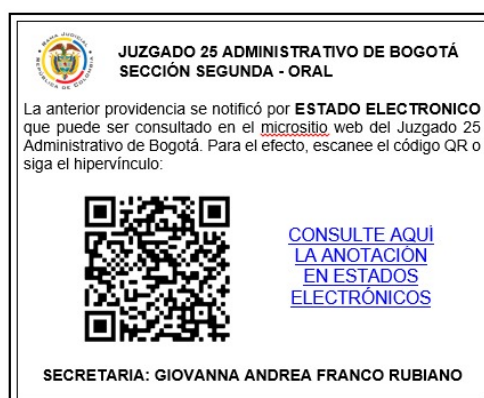 JUZGADO 25 ADMINISTRATIVO DE BOGOTÁ
SECCIÓN SEGUNDA - ORAL
La anterior providencia se notificó por ESTADO ELECTRONICO
que puede ser consultado en el micrositio web del Juzgado 25
Administrativo de Bogotá. Para el efecto, escanee el código QR o
siga el hipervínculo:
CONSULTE AQUÍ
LA ANOTACIÓN
EN ESTADOS
ELECTRÓNICOS
SECRETARIA: GIOVANNA ANDREA FRANCO RUBIANO